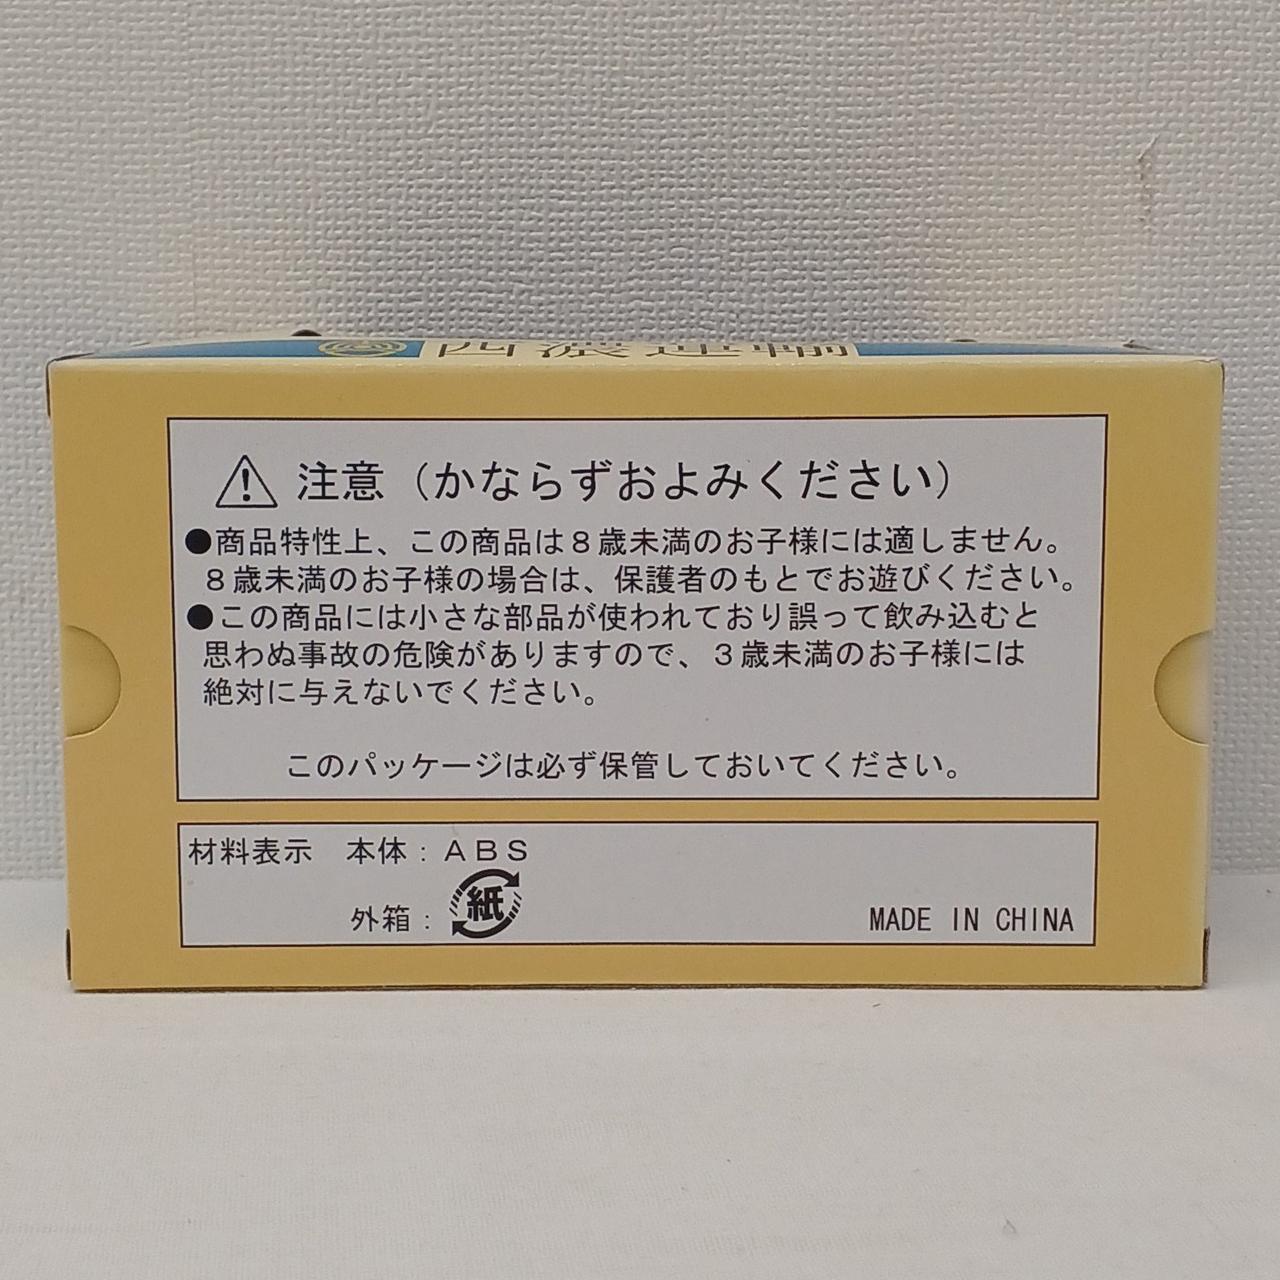 西濃運輸
注意（かならずおよみください）
●商品特性上、この商品は８歳未満のお子様には適しません。
８歳未満のお子様の場合は、保護者のもとでお遊びください。
●この商品には小さな部品が使われており誤って飲み込むと
思わぬ事故の危険がありますので、３歳未満のお子様には
絶対に与えないでください。
このパッケージは必ず保管しておいてください。
材料表示　本体：ＡＢＳ
外箱：紙
MADE IN CHINA